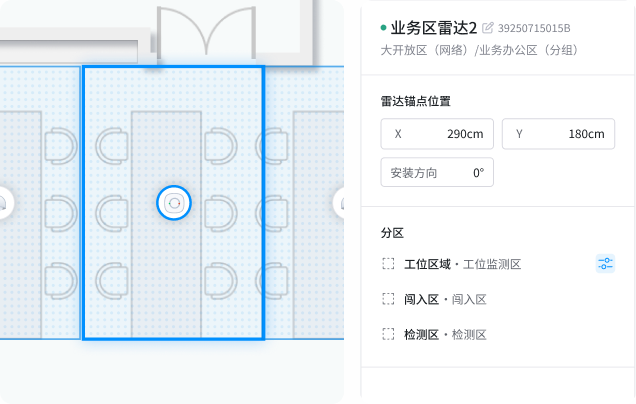 业务区雷达2 39250715015B
大开放区（网络）/业务办公区（分组）
雷达锚点位置
X 290cm Y 180cm
安装方向 0°
分区
工位区域・工位监测区
闯入区・闯入区
检测区・检测区